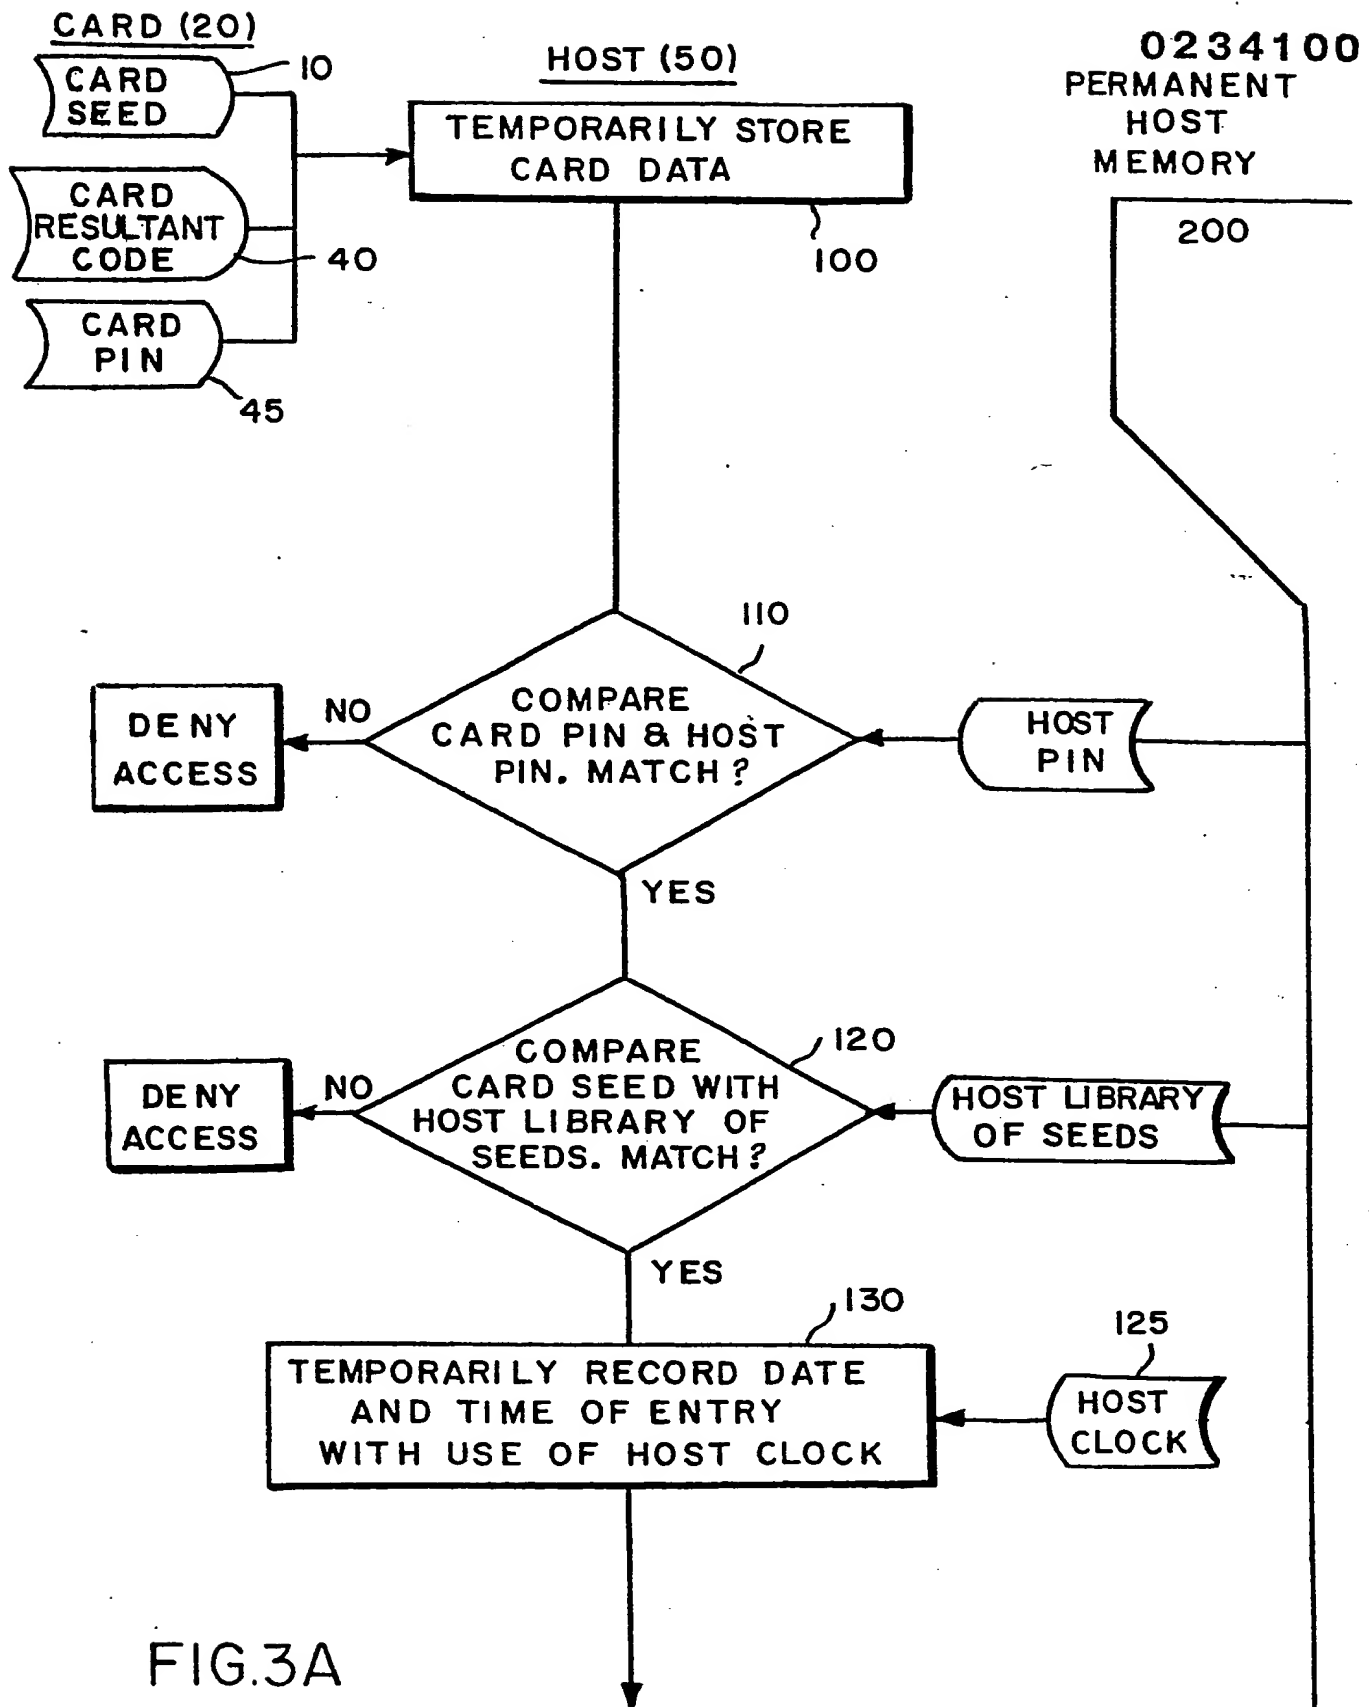 CARD (20)
CARD
SEED
10
CARD
RESULTANT
CODE
40
CARD
PIN
45
HOST (50)
TEMPORARILY STORE
CARD DATA
100
0234100
PERMANENT
HOST
MEMORY
200
110
COMPARE
CARD PIN & HOST
PIN. MATCH?
NO
DENY
ACCESS
HOST
PIN
YES
120
COMPARE
CARD SEED WITH
HOST LIBRARY OF
SEEDS. MATCH?
NO
DENY
ACCESS
HOST LIBRARY
OF SEEDS
YES
130
TEMPORARILY RECORD DATE
AND TIME OF ENTRY
WITH USE OF HOST CLOCK
125
HOST
CLOCK
FIG.3A